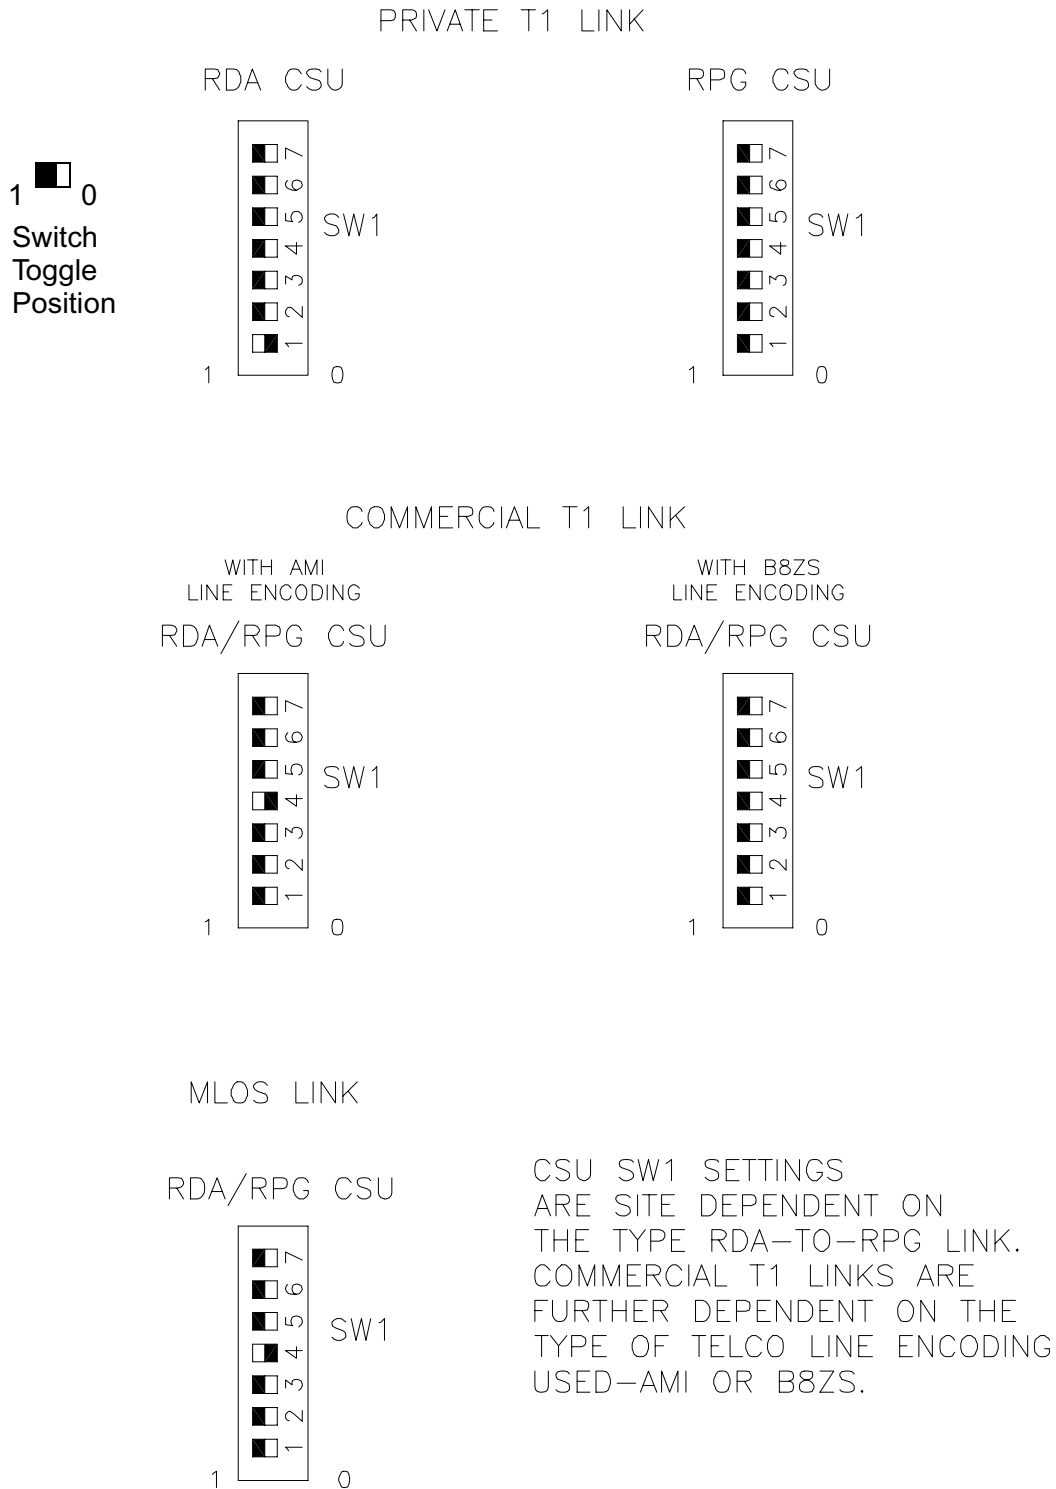 PRIVATE T1 LINK
RDA CSU
RPG CSU
1 0
Switch
Toggle
Position
7
6
5
4
3
2
1
SW1
1 0
7
6
5
4
3
2
1
SW1
1 0
COMMERCIAL T1 LINK
WITH AMI
LINE ENCODING
RDA/RPG CSU
7
6
5
4
3
2
1
SW1
1 0
WITH B8ZS
LINE ENCODING
RDA/RPG CSU
7
6
5
4
3
2
1
SW1
1 0
MLOS LINK
RDA/RPG CSU
7
6
5
4
3
2
1
SW1
1 0
CSU SW1 SETTINGS
ARE SITE DEPENDENT ON
THE TYPE RDA-TO-RPG LINK.
COMMERCIAL T1 LINKS ARE
FURTHER DEPENDENT ON THE
TYPE OF TELCO LINE ENCODING
USED-AMI OR B8ZS.